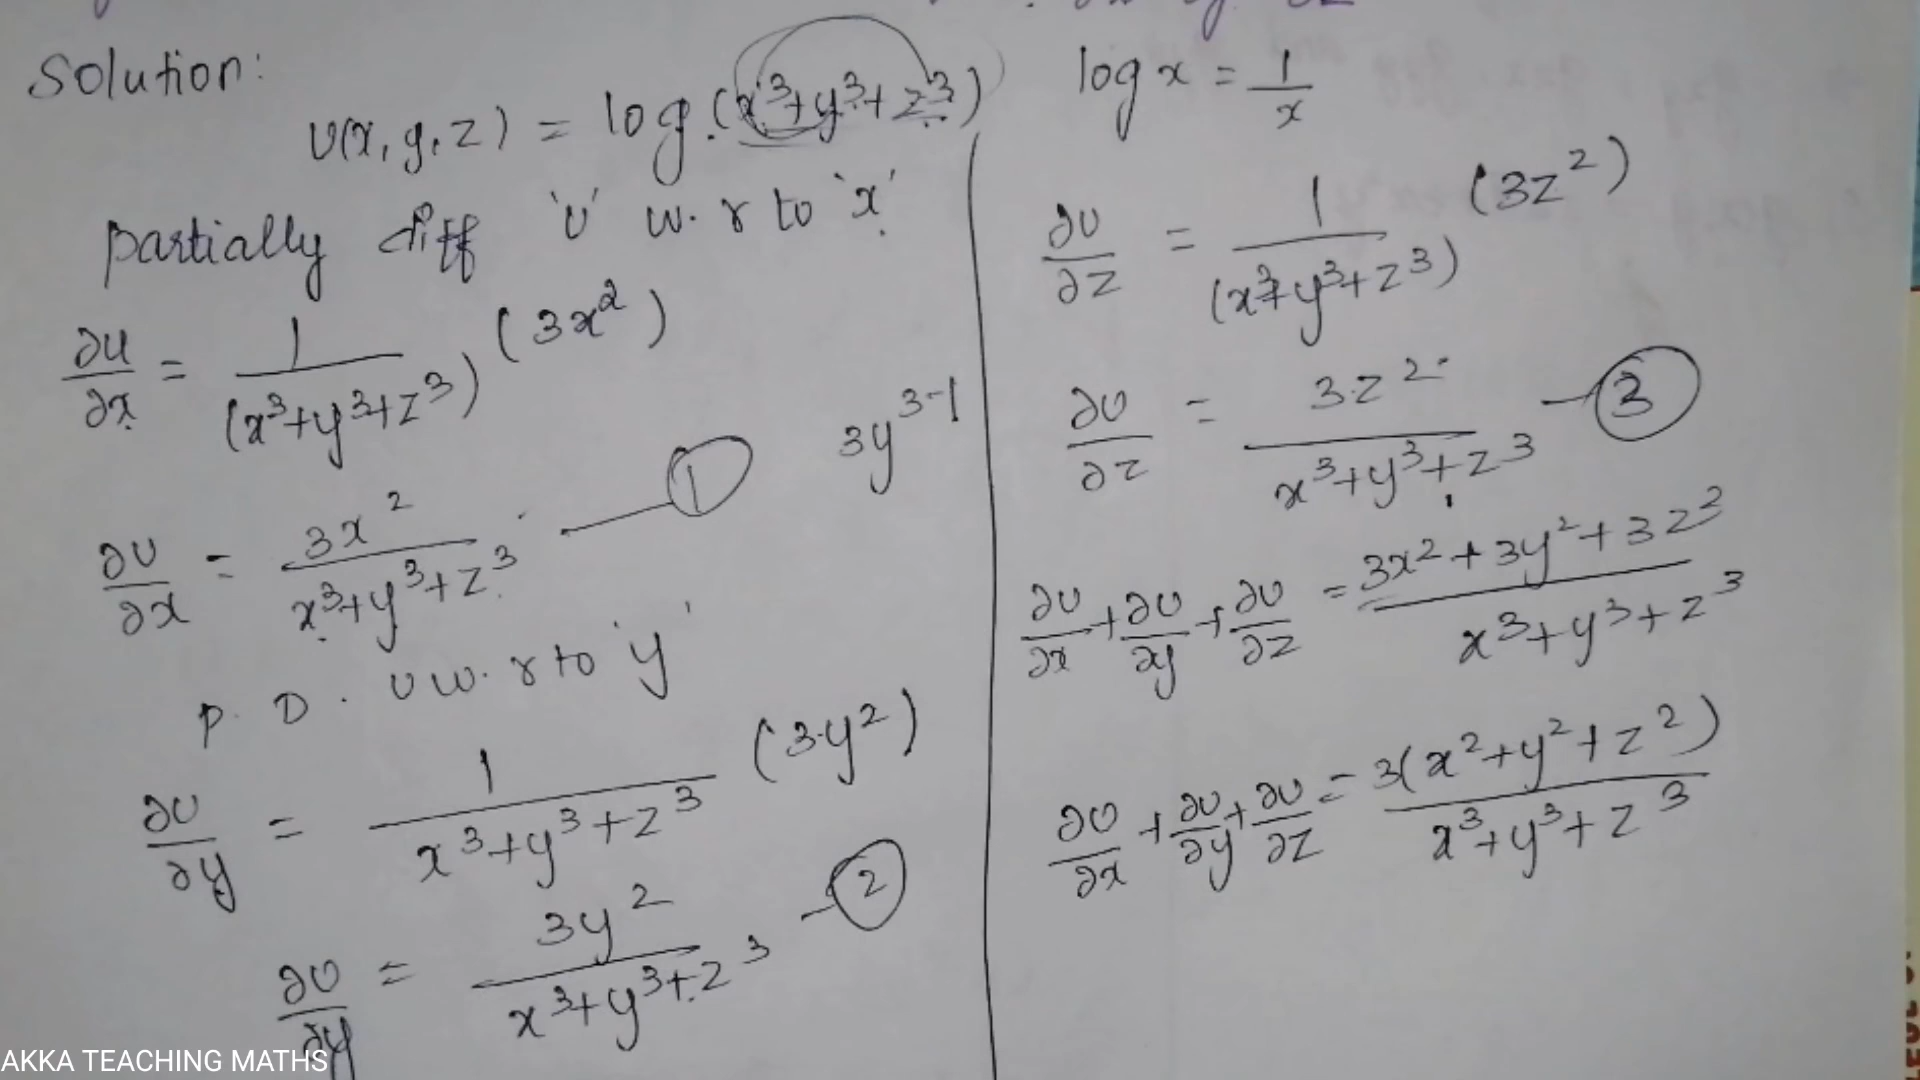 Solution:
U(x, y, z) = log (x³+y³+z³)
partially diff 'U' w. r to 'x'
∂u/∂x = 1/(x³+y³+z³) (3x²)
3y³⁻¹
∂U/∂x = 3x²/x³+y³+z³ — ①
P. D. U w. r to 'y'
∂U/∂y = 1/x³+y³+z³ (3y²)
∂U/∂y = 3y²/x³+y³+z³ — ②
log x = 1/x
∂U/∂z = 1/(x³+y³+z³) (3z²)
∂U/∂z = 3z²/x³+y³+z³ — ③
∂U/∂x + ∂U/∂y + ∂U/∂z = 3x²+3y²+3z²/x³+y³+z³
∂U/∂x + ∂U/∂y + ∂U/∂z = 3(x²+y²+z²)/x³+y³+z³
AKKA TEACHING MATHS